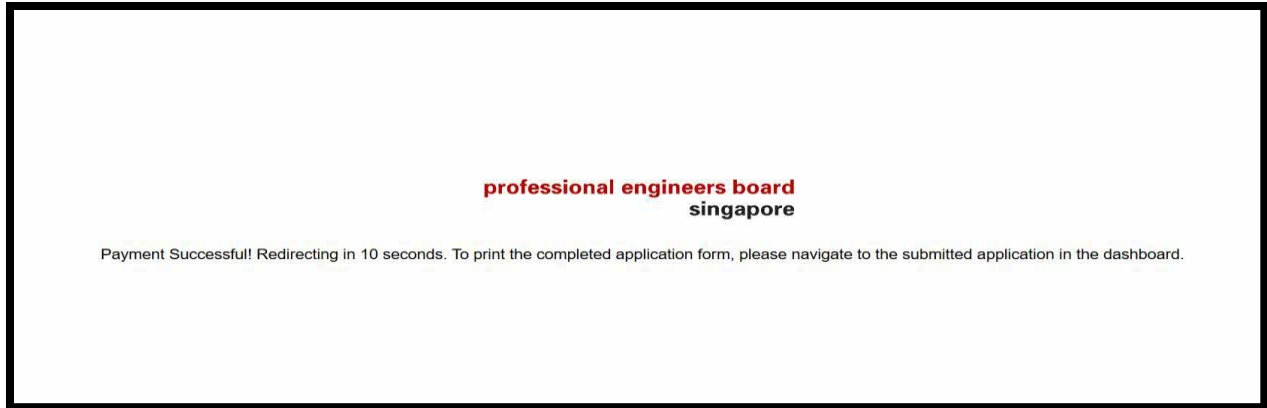 professional engineers board
singapore
Payment Successful! Redirecting in 10 seconds. To print the completed application form, please navigate to the submitted application in the dashboard.